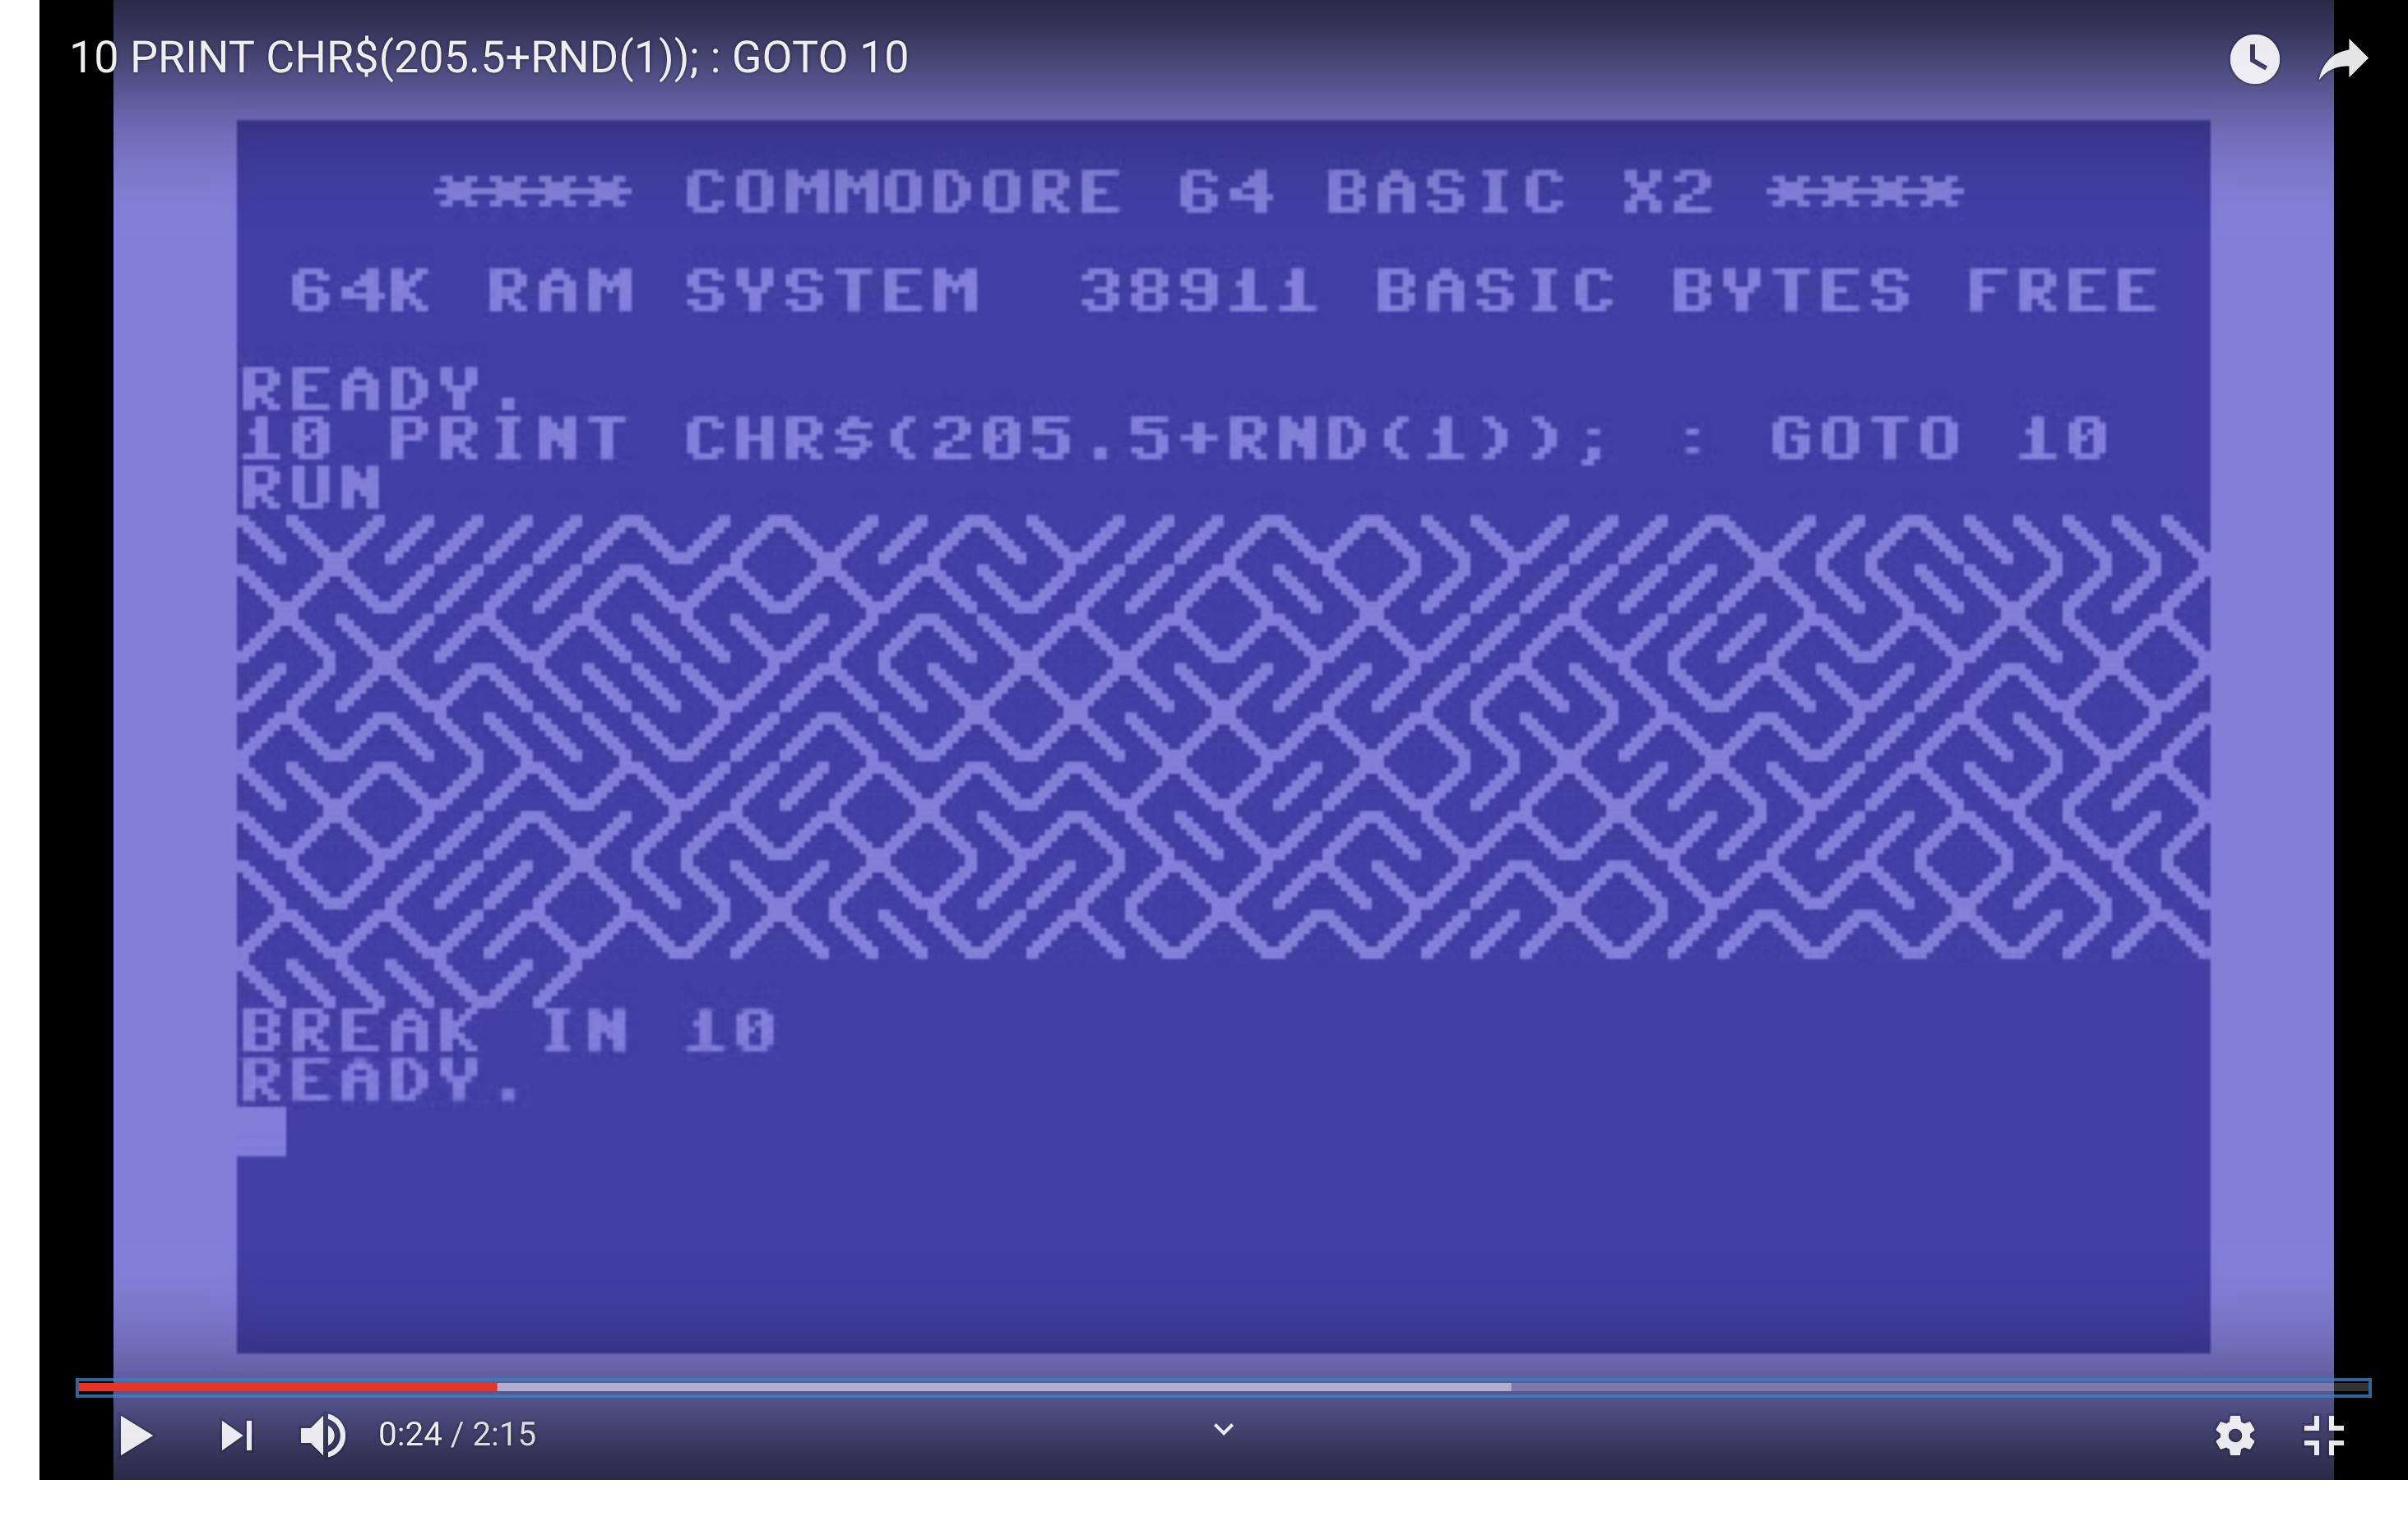 10 PRINT CHR$(205.5+RND(1)); : GOTO 10
**** COMMODORE 64 BASIC X2 ****
64K RAM SYSTEM  38911 BASIC BYTES FREE
READY.
10 PRINT CHR$(205.5+RND(1)); : GOTO 10
RUN
BREAK IN 10
READY.
0:24 / 2:15